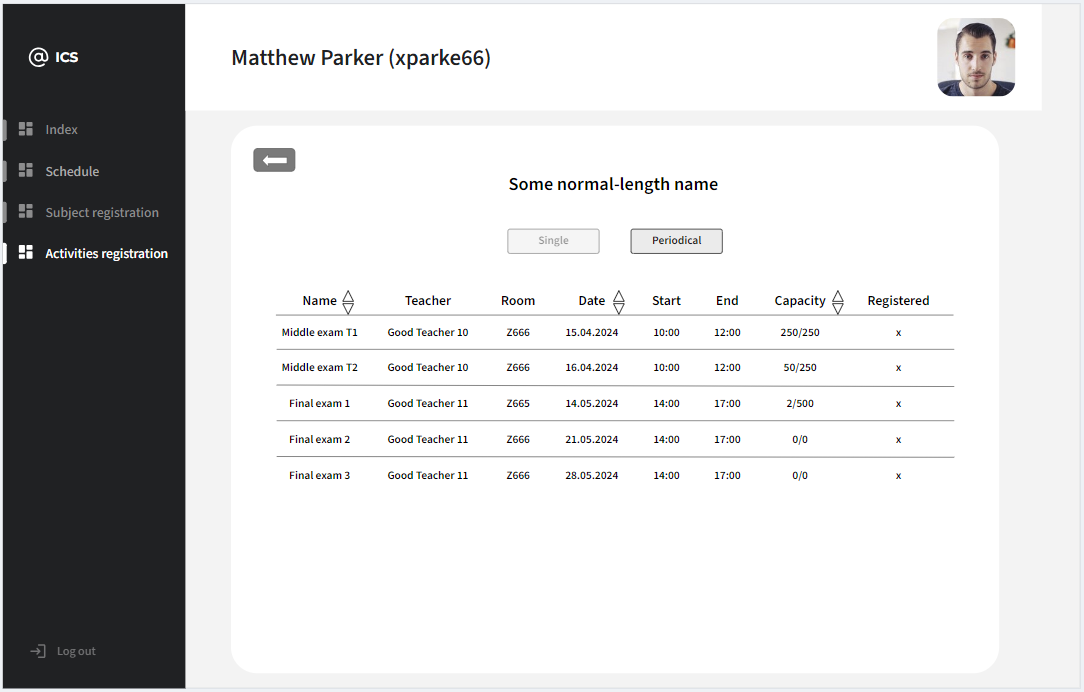 @ ICS
Matthew Parker (xparke66)
Index
Schedule
Subject registration
Activities registration
Some normal-length name
Single Periodical
Name Teacher Room Date Start End Capacity Registered
Middle exam T1 Good Teacher 10 Z666 15.04.2024 10:00 12:00 250/250 x
Middle exam T2 Good Teacher 10 Z666 16.04.2024 10:00 12:00 50/250 x
Final exam 1 Good Teacher 11 Z665 14.05.2024 14:00 17:00 2/500 x
Final exam 2 Good Teacher 11 Z666 21.05.2024 14:00 17:00 0/0 x
Final exam 3 Good Teacher 11 Z666 28.05.2024 14:00 17:00 0/0 x
Log out